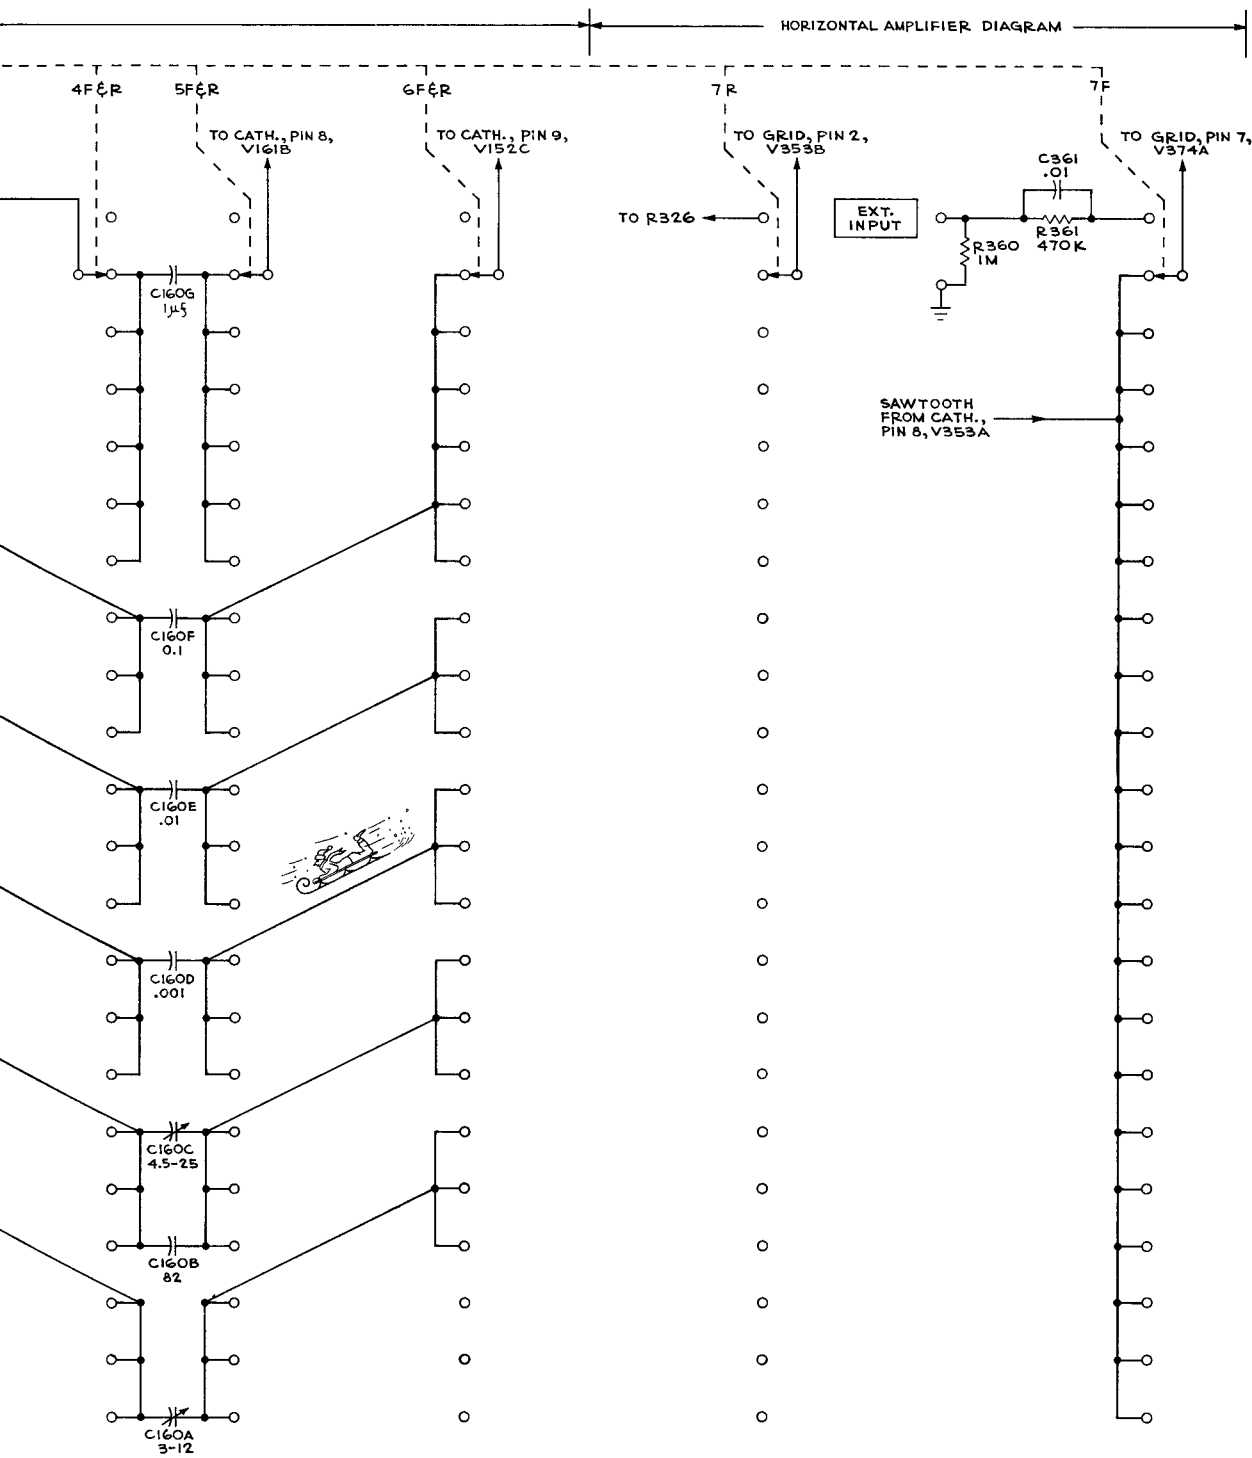 HORIZONTAL AMPLIFIER DIAGRAM
4F&R
5F&R
6F&R
7R
7F
TO CATH., PIN 8,
V161B
TO CATH., PIN 9,
V152C
TO GRID, PIN 2,
V353B
TO GRID, PIN 7,
V374A
C361
.01
TO R326
EXT.
INPUT
R361
470K
R360
1M
C160G
1µf
SAWTOOTH
FROM CATH.,
PIN 8, V353A
C160F
0.1
C160E
.01
C160D
.001
C160C
4.5-25
C160B
82
C160A
3-12